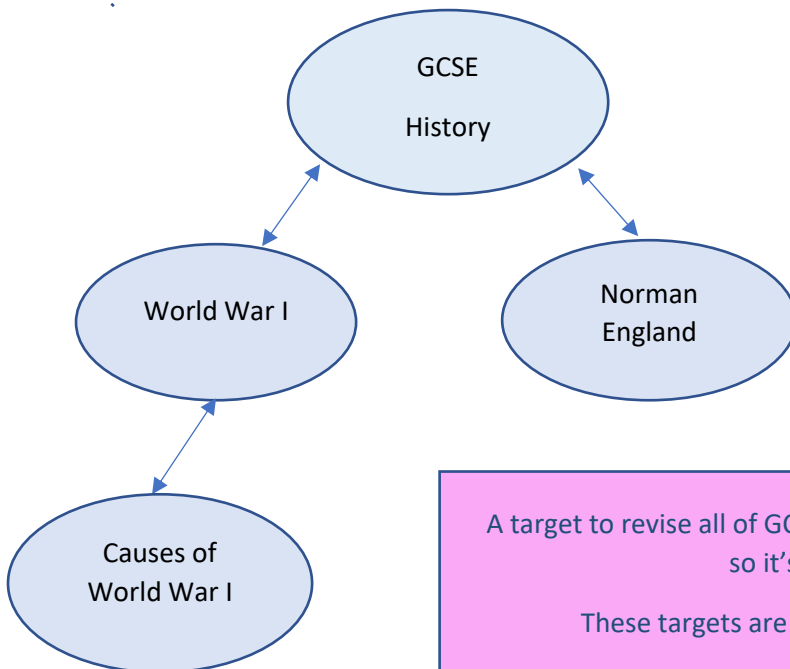 GCSE
History
World War I
Norman
England
Causes of
World War I
A target to revise all of
so it's
These targets are